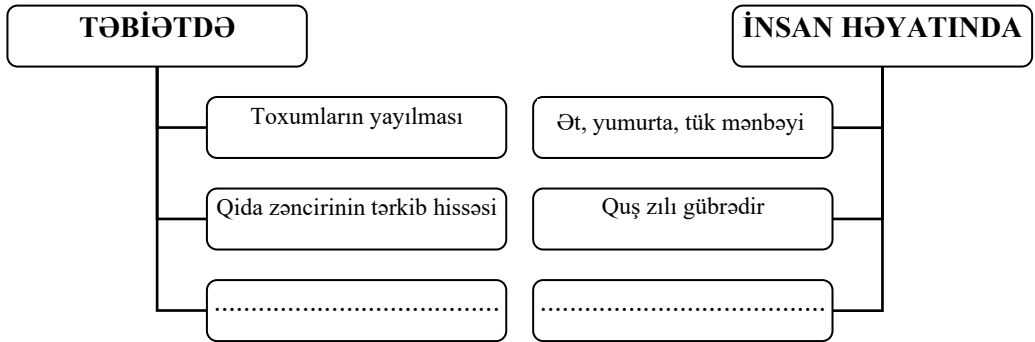 TƏBİƏTDƏ
İNSAN HƏYATINDA
Toxumların yayılması
Ət, yumurta, tük mənbəyi
Qida zəncirinin tərkib hissəsi
Quş zılı gübrədir
.......................................
.......................................